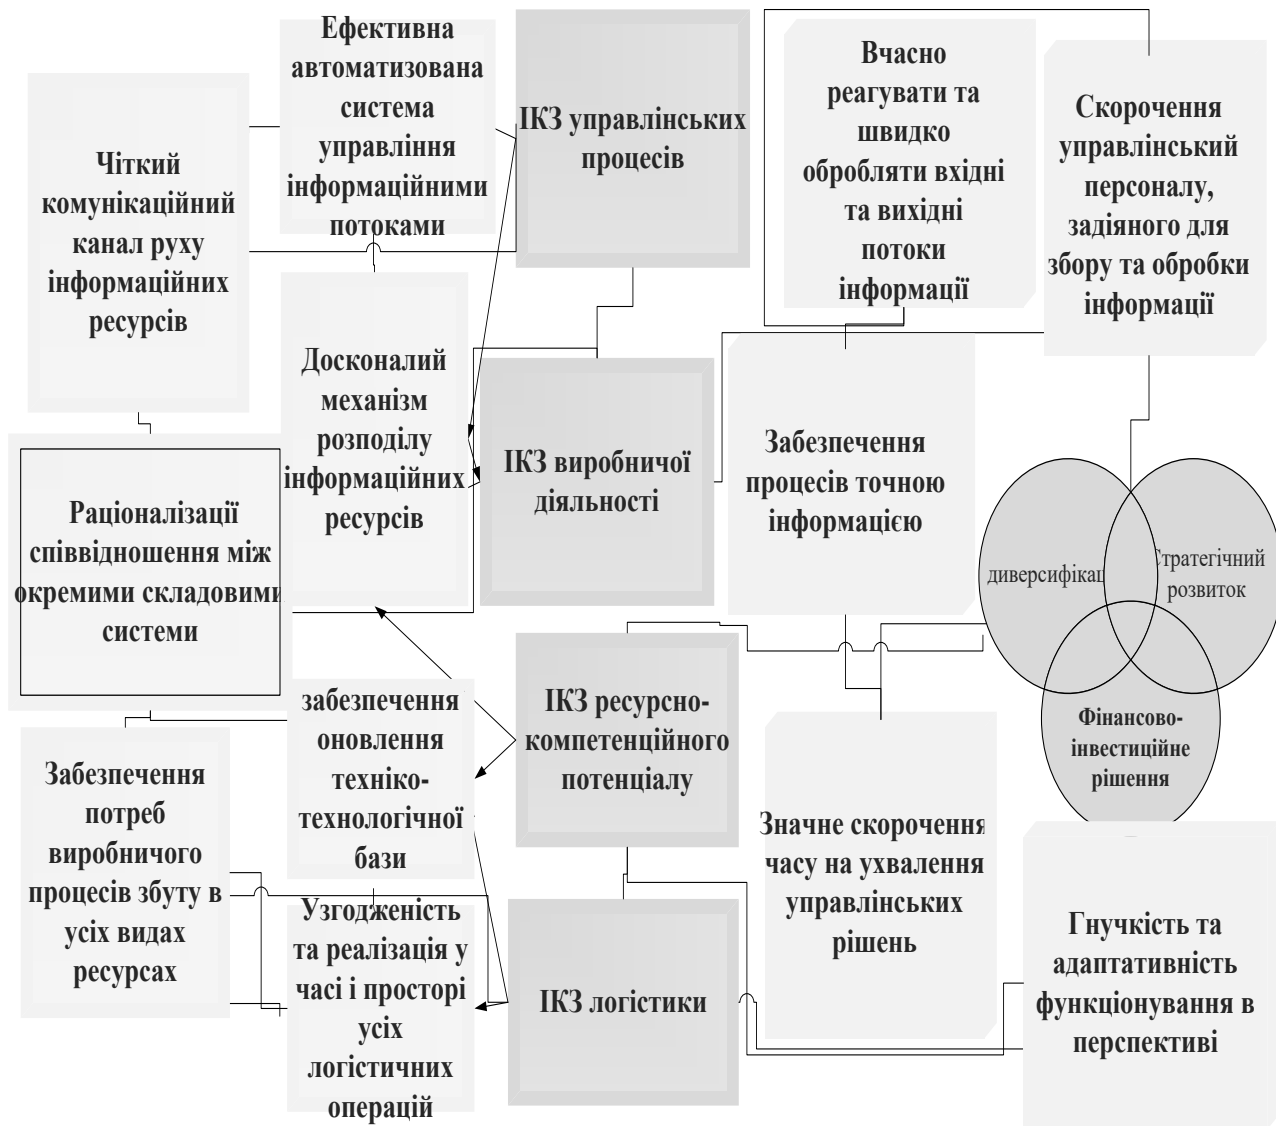 Ефективна
автоматизована
система
управління
інформаційними
потоками
ІКЗ управлінських
процесів
Вчасно
реагувати та
швидко
обробляти вхідні
та вихідні
потоки
інформації
Скорочення
управлінський
персоналу,
задіяного для
збору та обробки
інформації
Чіткий
комунікаційний
канал руху
інформаційних
ресурсів
Досконалий
механізм
розподілу
інформаційних
ресурсів
ІКЗ виробничої
діяльності
Забезпечення
процесів точною
інформацією
Раціоналізації
співвідношення між
окремими складовими
системи
диверсифікац
Стратегічний
розвиток
Фінансово-
інвестиційне
рішення
забезпечення
оновлення
техніко-
технологічної
бази
ІКЗ ресурсно-
компетенційного
потенціалу
Забезпечення
потреб
виробничого
процесів збуту в
усіх видах
ресурсах
Значне скорочення
часу на ухвалення
управлінських
рішень
Узгодженість
та реалізація у
часі і просторі
усіх
логістичних
операцій
ІКЗ логістики
Гнучкість та
адаптативність
функціонування в
перспективі